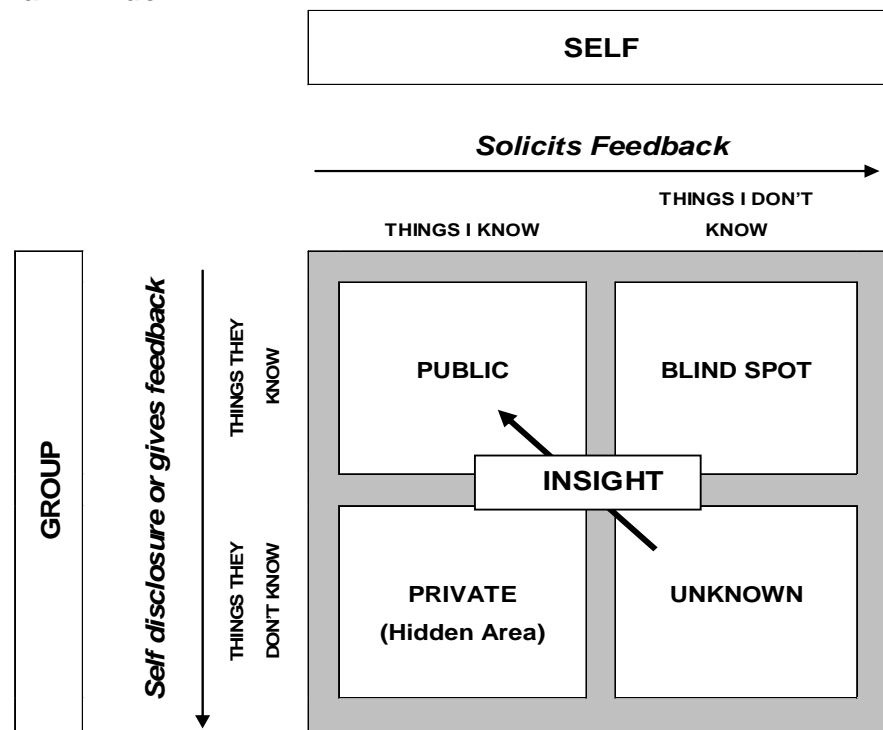 SELF
Solicits Feedback
THINGS I DON'T
KNOW
THINGS I KNOW
GROUP
Self disclosure or gives feedback
THINGS THEY
KNOW
THINGS THEY
DON'T KNOW
PUBLIC
BLIND SPOT
INSIGHT
PRIVATE
(Hidden Area)
UNKNOWN